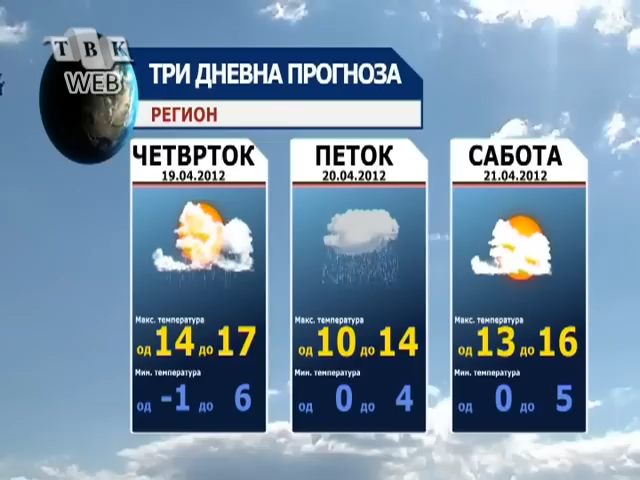 ТВК
WEB
ТРИ ДНЕВНА ПРОГНОЗА
РЕГИОН
ЧЕТВРТОК
19.04.2012
Макс. температура
од 14 до 17
Мин. температура
од -1 до 6
ПЕТОК
20.04.2012
Макс. температура
од 10 до 14
Мин. температура
од 0 до 4
САБОТА
21.04.2012
Макс. температура
од 13 до 16
Мин. температура
од 0 до 5